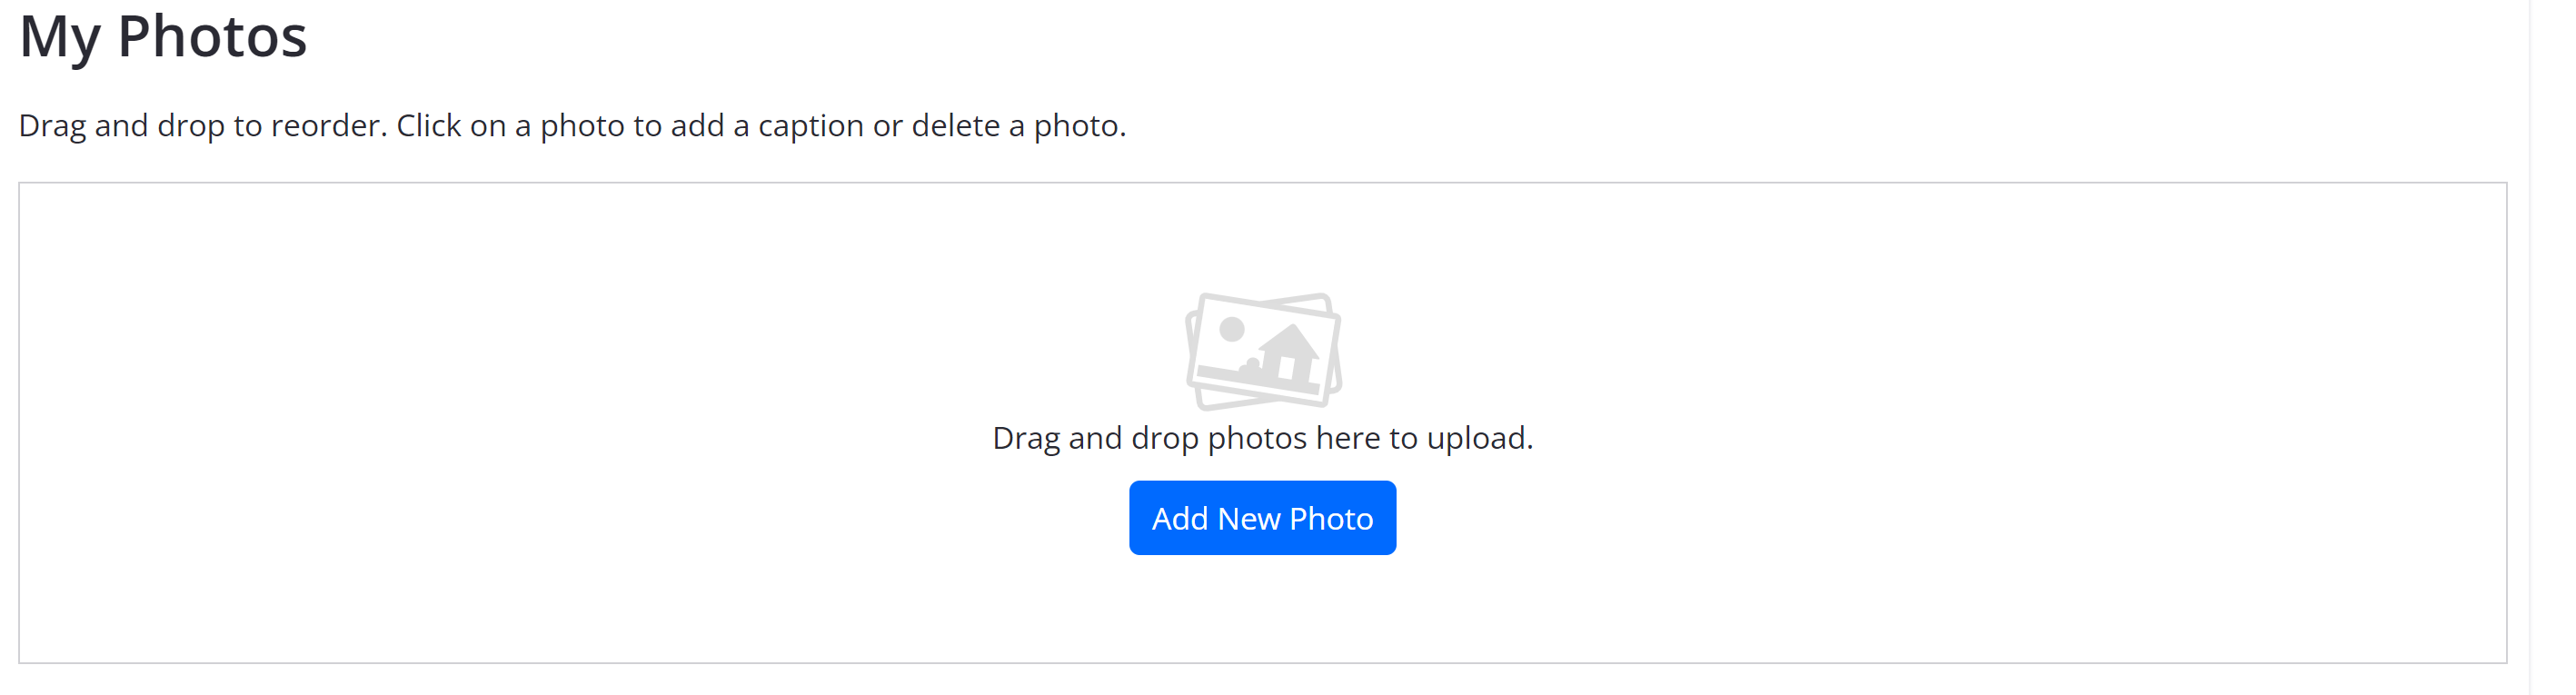 My Photos
Drag and drop to reorder. Click on a photo to add a caption or delete a photo.
Drag and drop photos here to upload.
Add New Photo